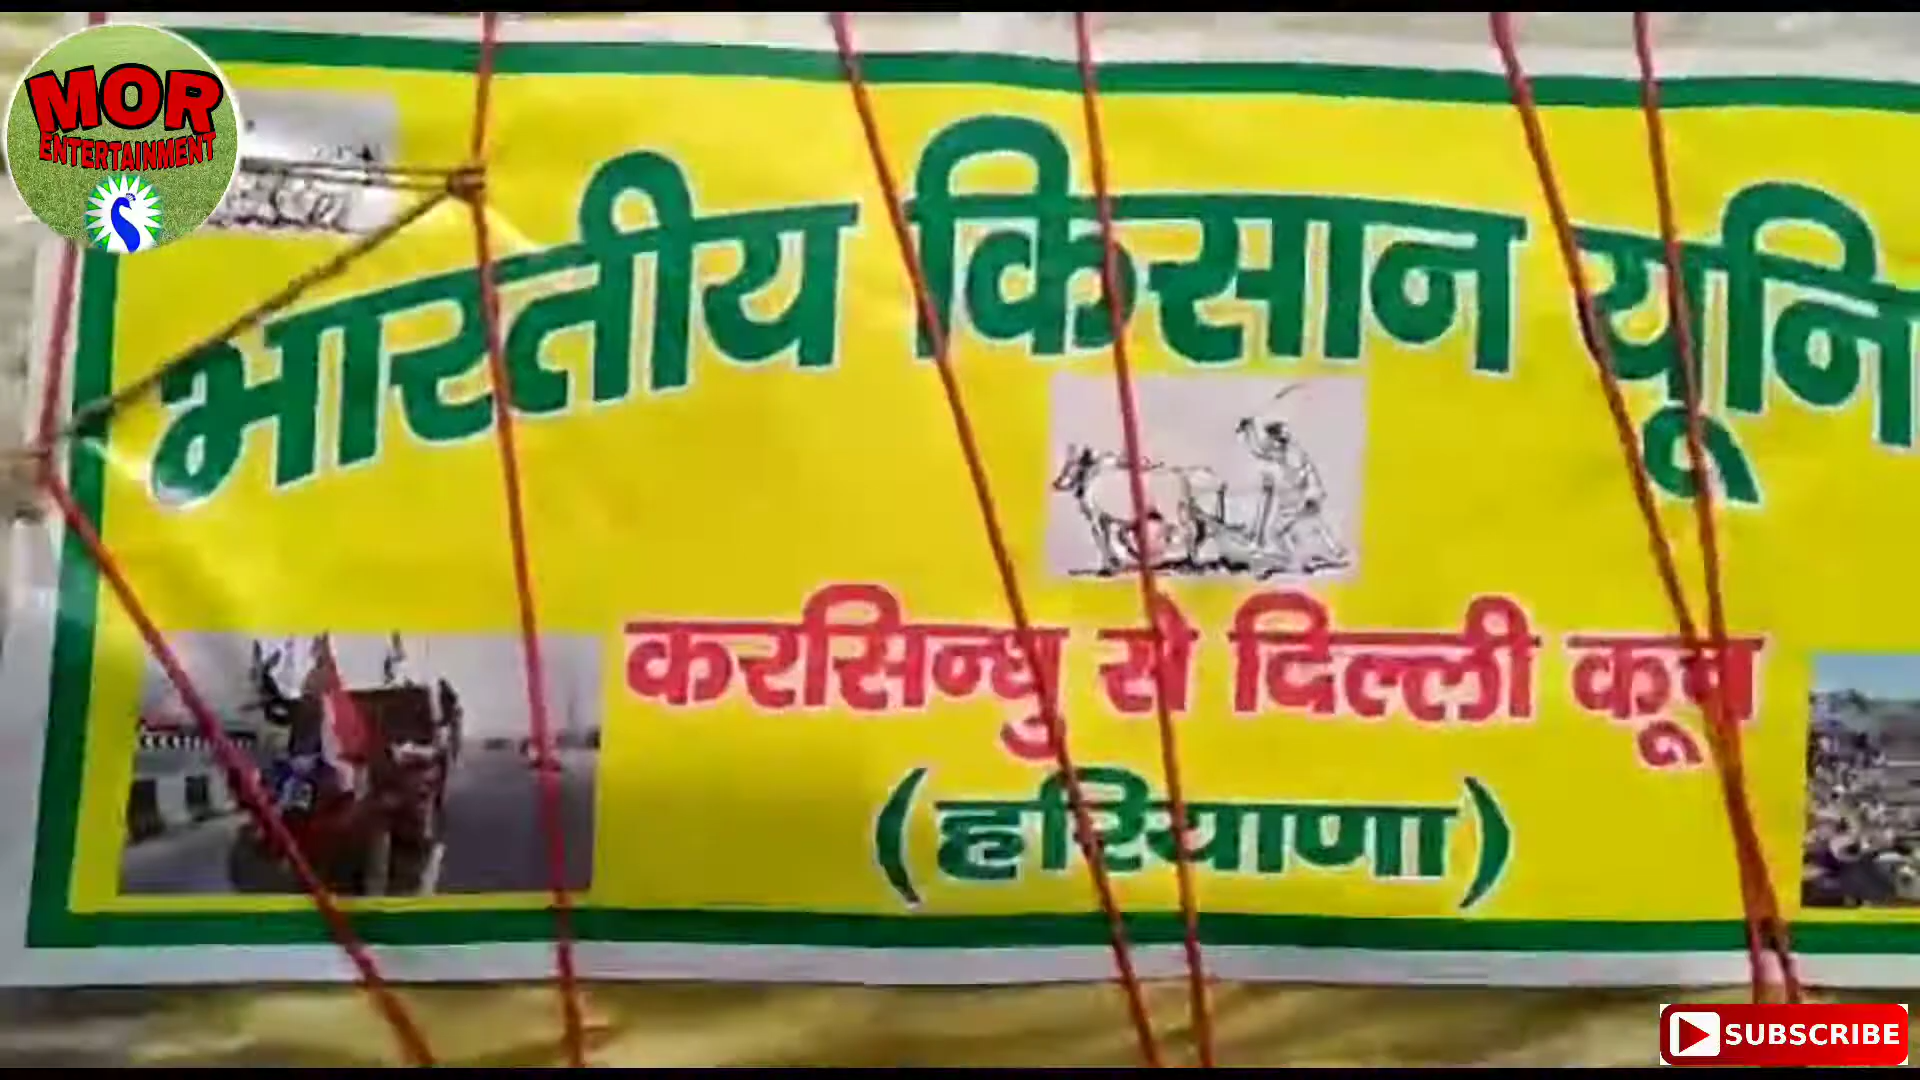 MOR
ENTERTAINMENT
भारतीय किसान यूनि
करसिन्धु से दिल्ली कूच
(हरियाणा)
SUBSCRIBE